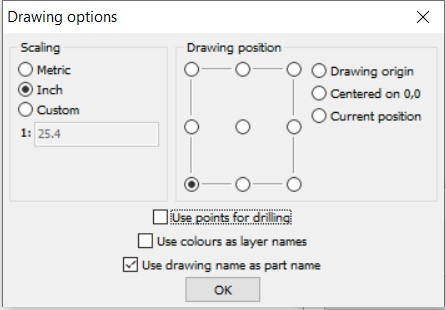 Drawing options
Scaling
Metric
Inch
Custom
1: 25.4
Drawing position
Drawing origin
Centered on 0,0
Current position
Use points for drilling
Use colours as layer names
Use drawing name as part name
OK